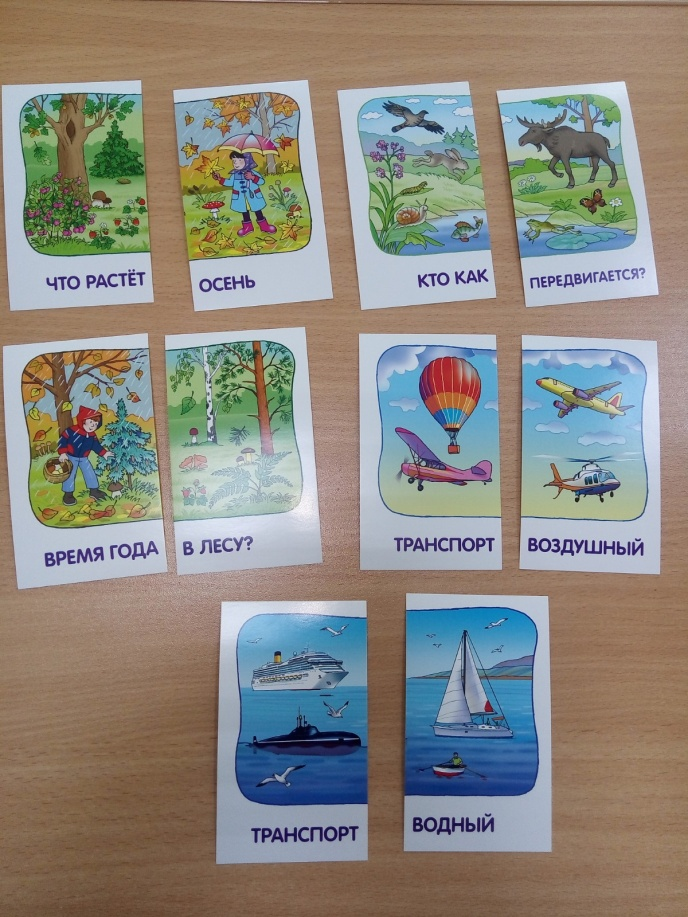 ЧТО РАСТЁТ
ОСЕНЬ
КТО КАК
ПЕРЕДВИГАЕТСЯ?
ВРЕМЯ ГОДА
В ЛЕСУ?
ТРАНСПОРТ
ВОЗДУШНЫЙ
ТРАНСПОРТ
ВОДНЫЙ